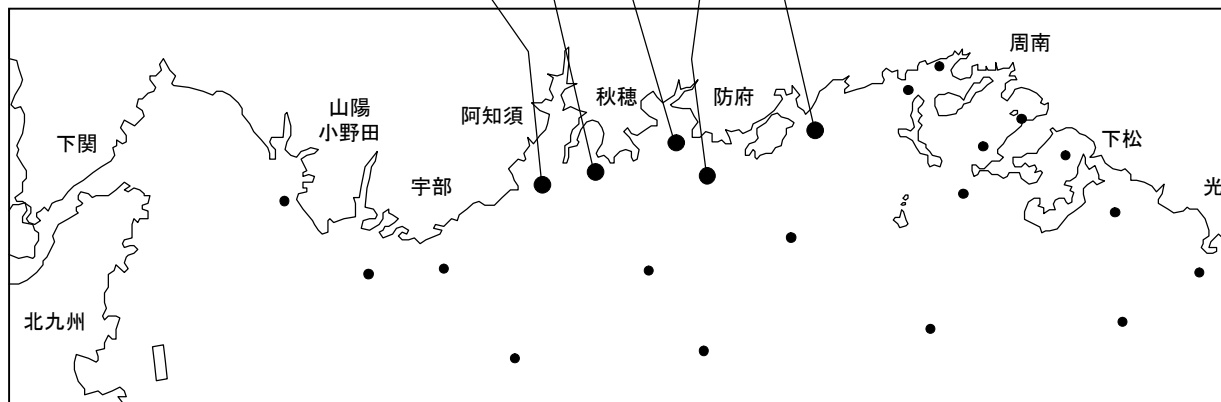 周南
山陽
小野田
阿知須
秋穂
防府
下関
下松
宇部
光
北九州